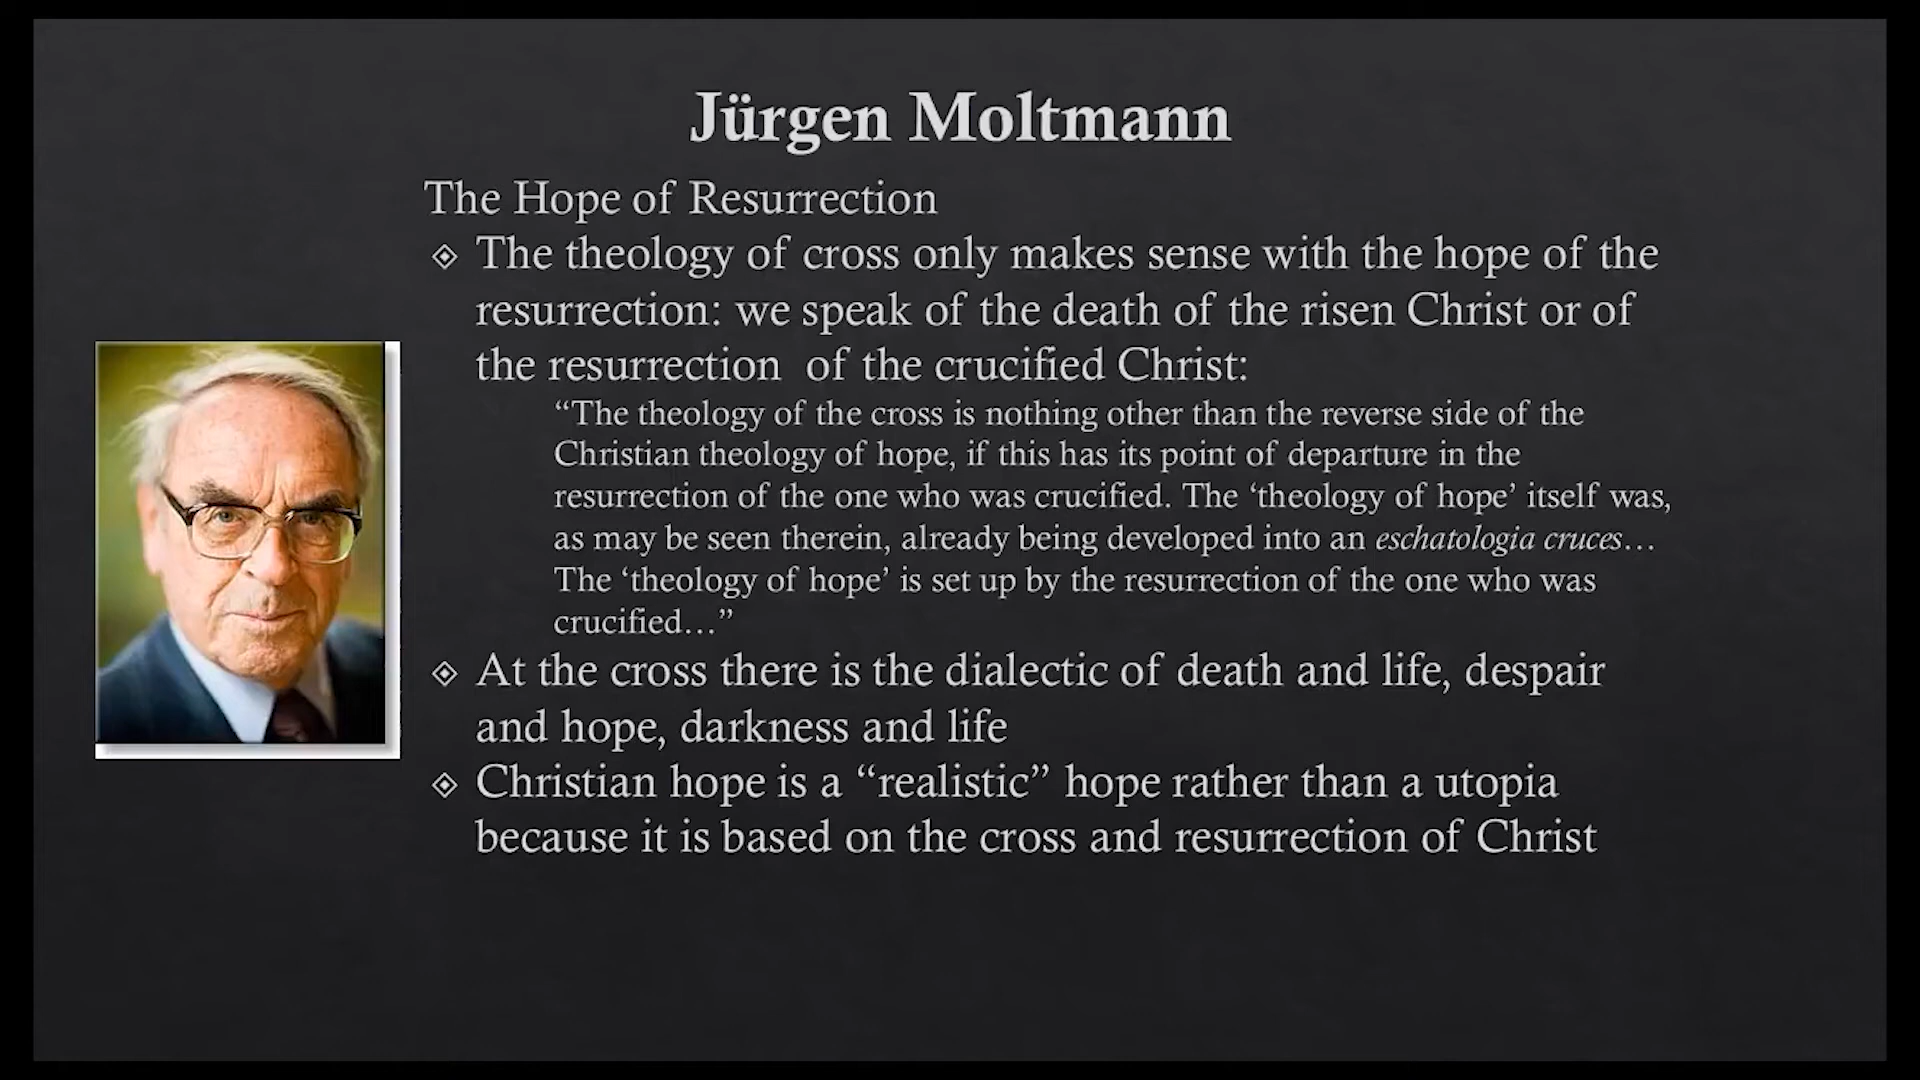 Jürgen Moltmann
The Hope of Resurrection
The theology of cross only makes sense with the hope of the
resurrection: we speak of the death of the risen Christ or of
the resurrection of the crucified Christ:
“The theology of the cross is nothing other than the reverse side of the
Christian theology of hope, if this has its point of departure in the
resurrection of the one who was crucified. The ‘theology of hope’ itself was,
as may be seen therein, already being developed into an eschatologia cruces…
The ‘theology of hope’ is set up by the resurrection of the one who was
crucified…”
At the cross there is the dialectic of death and life, despair
and hope, darkness and life
Christian hope is a “realistic” hope rather than a utopia
because it is based on the cross and resurrection of Christ